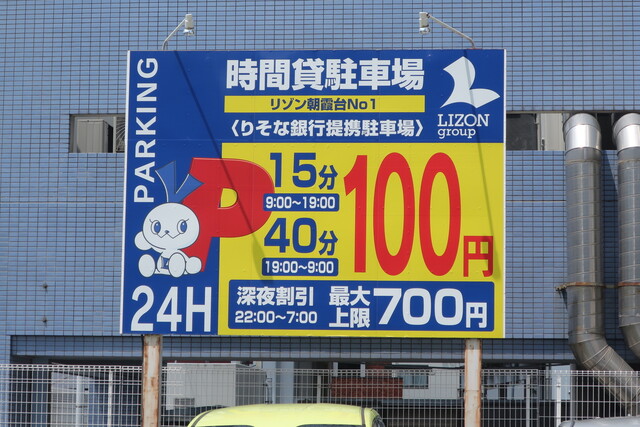 PARKING
時間貸駐車場
リゾン朝霞台No1
〈りそな銀行提携駐車場〉
LIZON
group
P
15分
9:00〜19:00
40分
19:00〜9:00
100円
24H
深夜割引
22:00〜7:00
最大
上限
700円